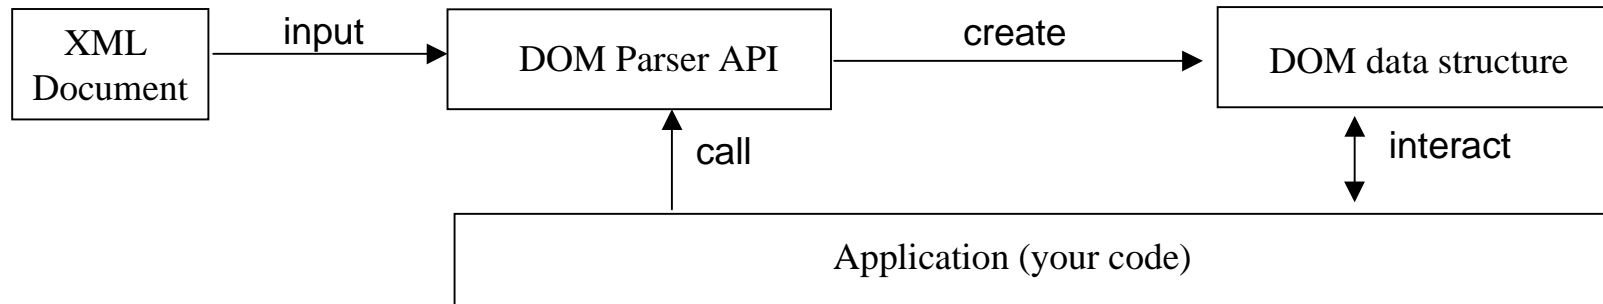 XML
Document
input
DOM Parser API
create
DOM data structure
call
interact
Application (your code)